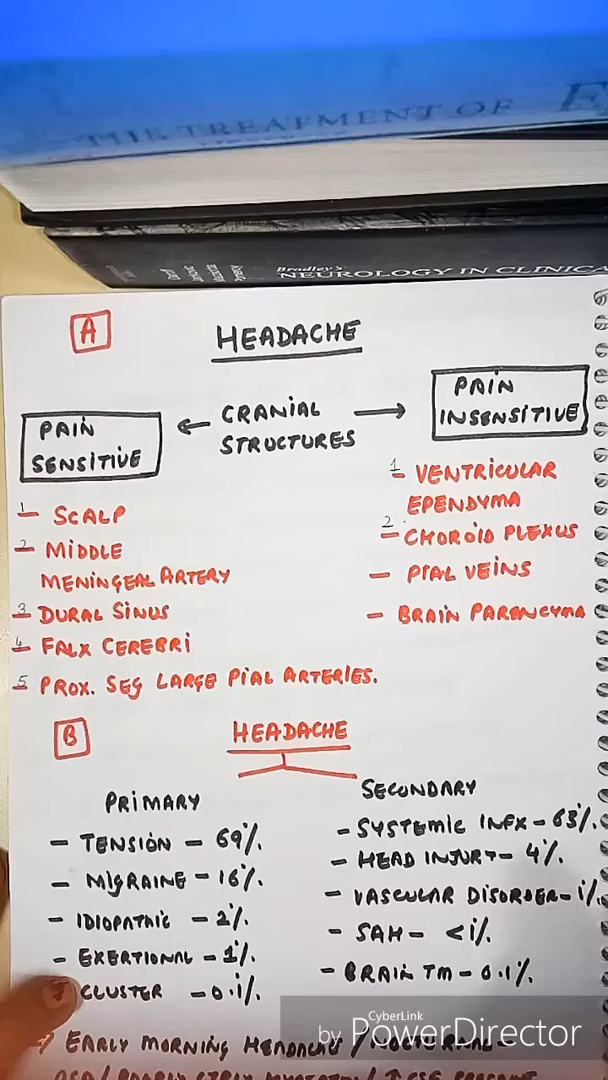 THE TREATMENT OF E
Bradley's
NEUROLOGY IN CLINICA
A
HEADACHE
PAIN
SENSITIVE
← CRANIAL →
STRUCTURES
PAIN
INSENSITIVE
1 - SCALP
2 - MIDDLE
MENINGEAL ARTERY
3 - DURAL SINUS
4 - FALX CEREBRI
5 - PROX. SEG LARGE PIAL ARTERIES.
1 - VENTRICULAR
EPENDYMA
2 - CHOROID PLEXUS
- PIAL VEINS
- BRAIN PARENCYMA
B
HEADACHE
PRIMARY
- TENSION - 69%.
- MIGRAINE - 16%.
- IDIOPATHIC - 2%.
- EXERTIONAL - 1%.
CLUSTER - 0.1%.
SECONDARY
- SYSTEMIC INFX - 63%.
- HEAD INJURY - 4%.
- VASCULAR DISORDER - 1%.
- SAH - <1%.
- BRAIN TM - 0.1%.
EARLY MORNING HEADACHE / NOCTURNAL -
CyberLink
by PowerDirector